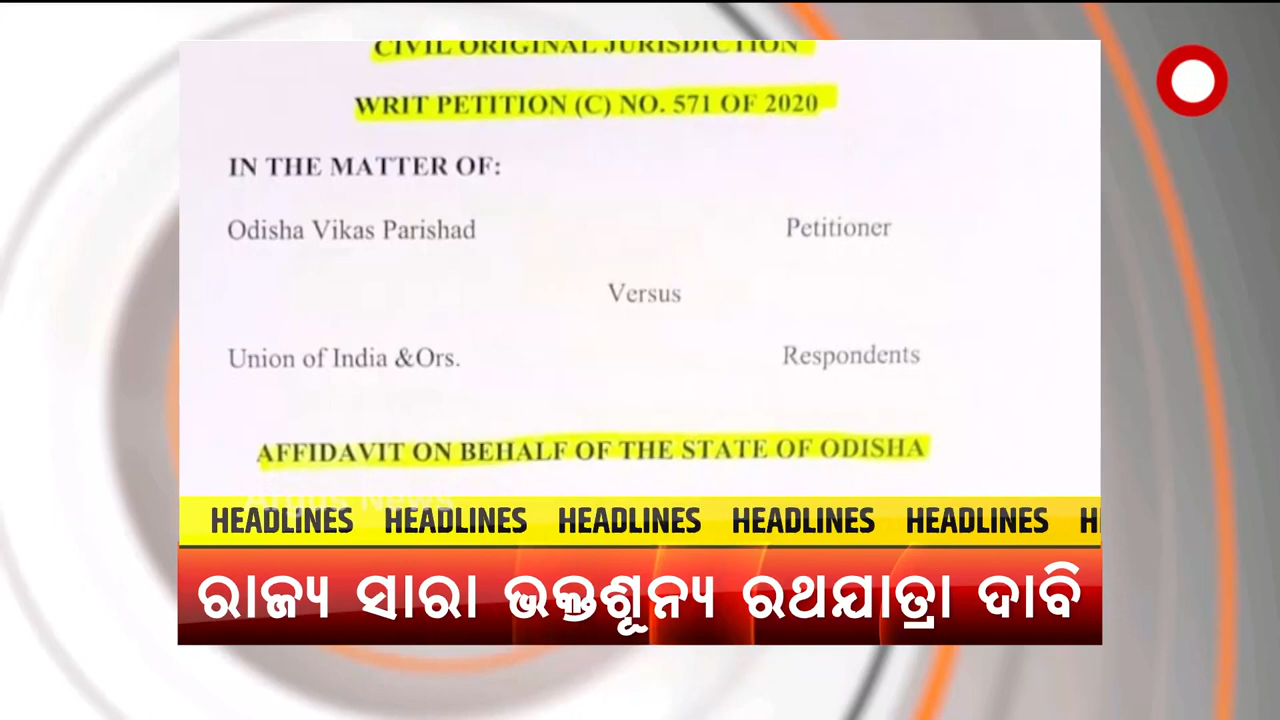 CIVIL ORIGINAL JURISDICTION
WRIT PETITION (C) NO. 571 OF 2020
IN THE MATTER OF:
Odisha Vikas Parishad Petitioner
Versus
Union of India &Ors. Respondents
AFFIDAVIT ON BEHALF OF THE STATE OF ODISHA
Argus News
HEADLINES HEADLINES HEADLINES HEADLINES HEADLINES H
ରାଜ୍ୟ ସାରା ଭକ୍ତଶୂନ୍ୟ ରଥଯାତ୍ରା ଦାବି